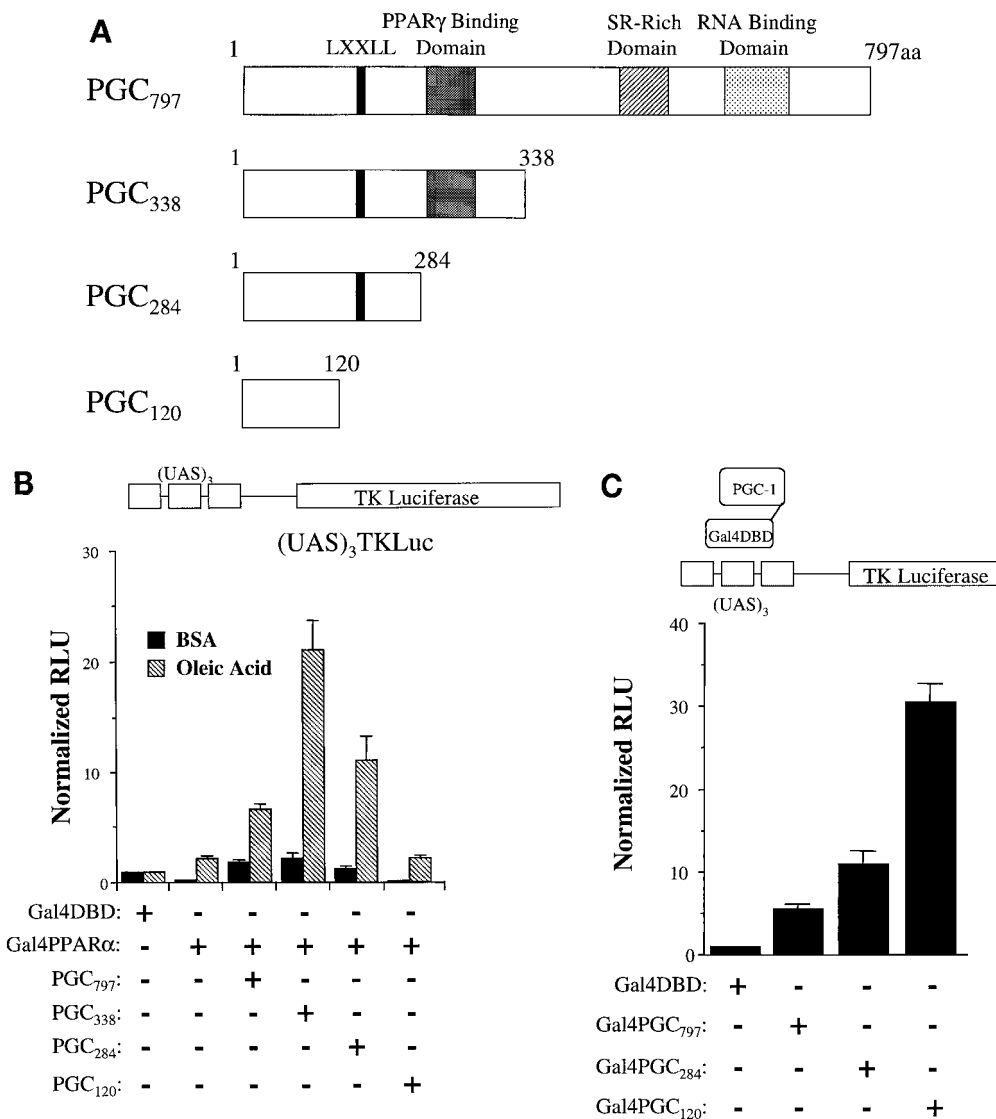 A
PPARγ Binding
SR-Rich
RNA Binding
1
LXXLL
Domain
Domain
Domain
797aa
PGC797
1
338
PGC338
1
284
PGC284
1
120
PGC120
B
(UAS)3
TK Luciferase
(UAS)3TKLuc
30
20
10
0
Normalized RLU
BSA
Oleic Acid
Gal4DBD: + - - - - -
Gal4PPARα: - + + + + +
PGC797: - - + - - -
PGC338: - - - + - -
PGC284: - - - - + -
PGC120: - - - - - +
C
PGC-1
Gal4DBD
TK Luciferase
(UAS)3
40
30
20
10
0
Normalized RLU
Gal4DBD: + - - -
Gal4PGC797: - + - -
Gal4PGC284: - - + -
Gal4PGC120: - - - +